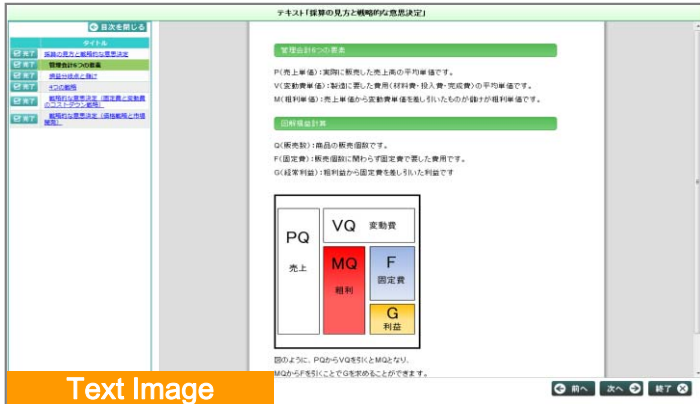 テキスト「採算の見方と戦略的な意思決定」
目次を閉じる
タイトル
完了 採算の見方と戦略的な意思決定
完了 管理会計6つの要素
完了 損益分岐点と儲け
完了 4つの戦略
完了 戦略的な意思決定（固定費と変動費
のコストダウン戦略）
完了 戦略的な意思決定（価格戦略と市場
開拓）
管理会計6つの要素
P(売上単価)：実際に販売した売上高の平均単価です。
V(変動費単価)：製造に要した費用(材料費・投入費・完成費)の平均単価です。
M(粗利単価)：売上単価から変動費単価を差し引いたものが儲けが粗利単価です。
図解損益計算
Q(販売数)：商品の販売個数です。
F(固定費)：販売個数に関わらず固定費で要した費用です。
G(経常利益)：粗利益から固定費を差し引いた利益です
PQ
売上
VQ 変動費
MQ
粗利
F
固定費
G
利益
図のように、PQからVQを引くとMQとなり、
MQからFを引くことでGを求めることができます。
Text Image
前へ 次へ 終了